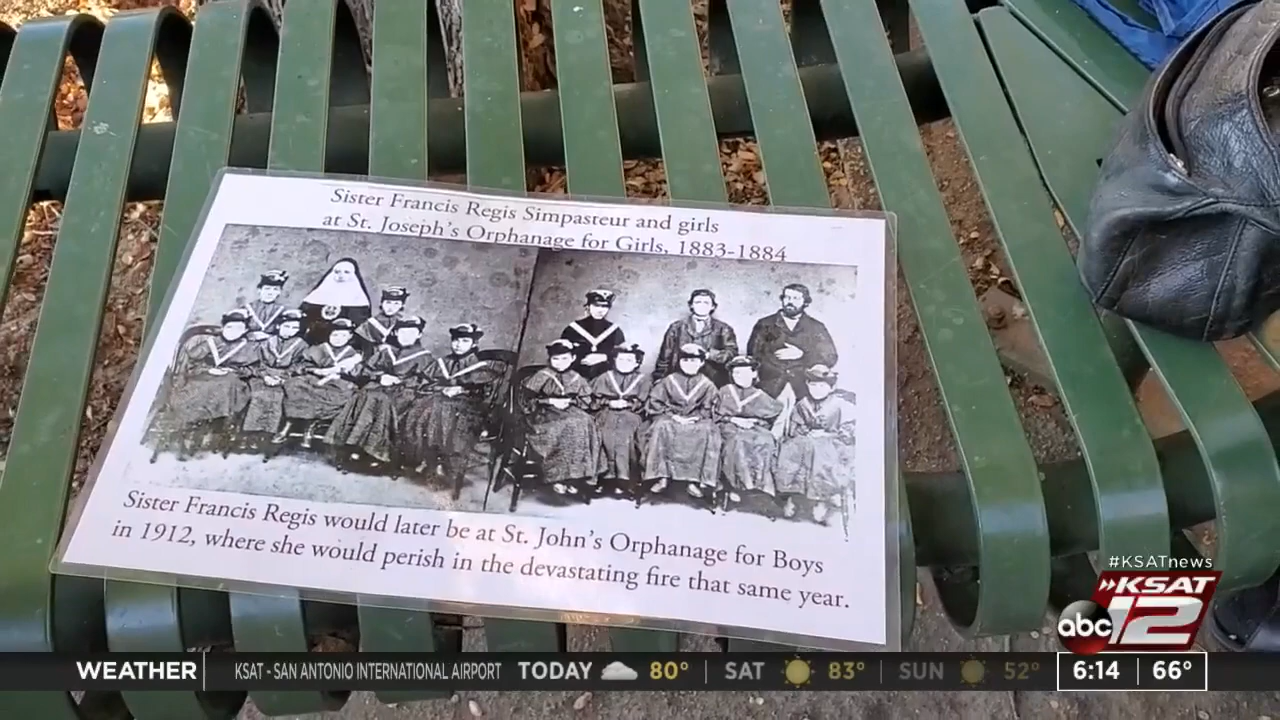 Sister Francis Regis Simpasteur and girls
at St. Joseph's Orphanage for Girls, 1883-1884
Sister Francis Regis would later be at St. John's Orphanage for Boys
in 1912, where she would perish in the devastating fire that same year.
#KSATnews
»KSAT
abc 12
WEATHER KSAT - SAN ANTONIO INTERNATIONAL AIRPORT TODAY 80° SAT 83° SUN 52° 6:14 66°